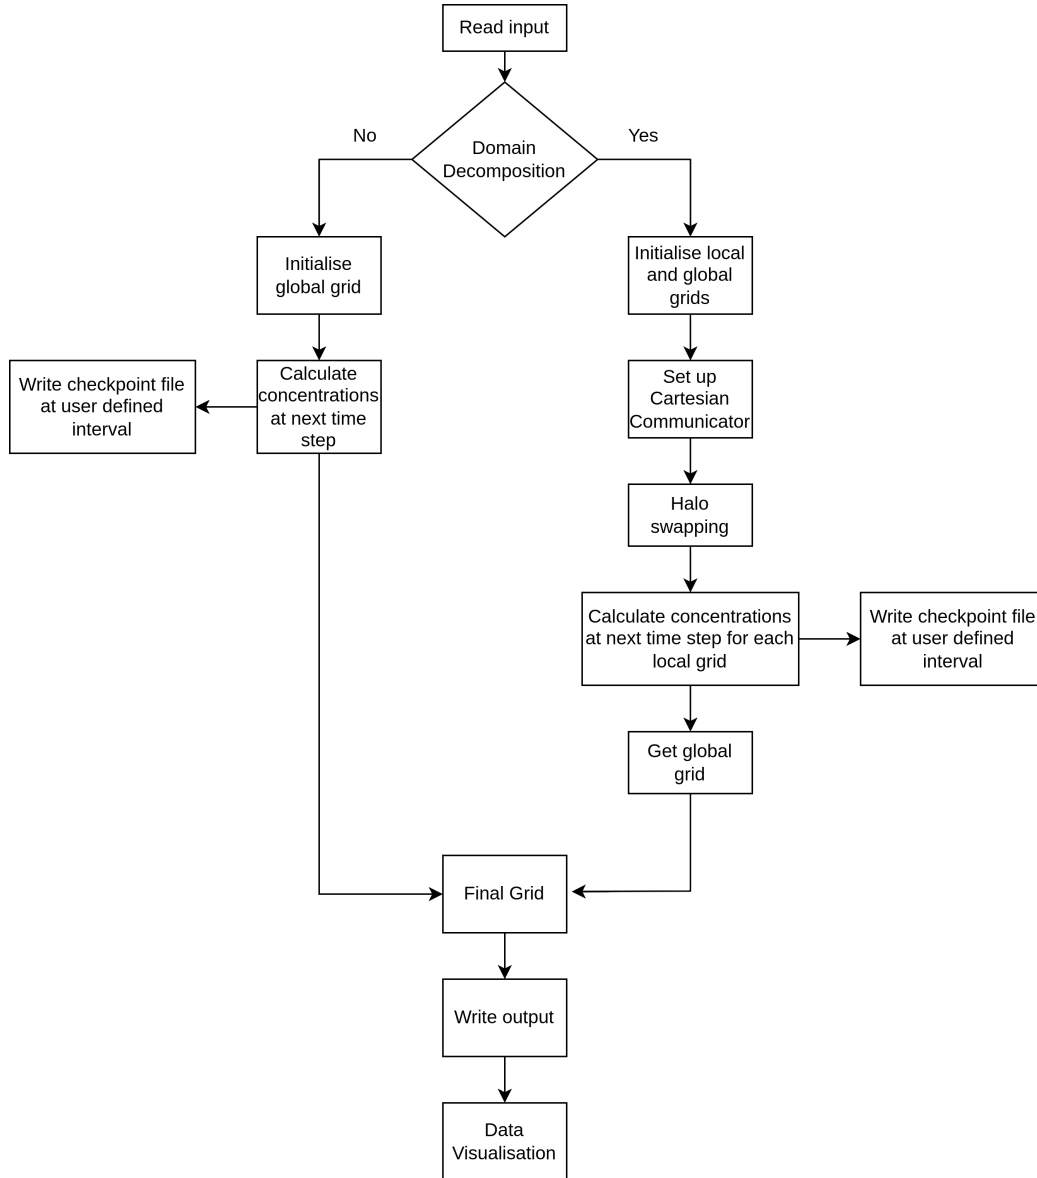 Read input
No
Yes
Domain
Decomposition
Initialise
global grid
Initialise local
and global
grids
Write checkpoint file
at user defined
interval
Calculate
concentrations
at next time
step
Set up
Cartesian
Communicator
Halo
swapping
Calculate concentrations
at next time step for each
local grid
Write checkpoint file
at user defined
interval
Get global
grid
Final Grid
Write output
Data
Visualisation